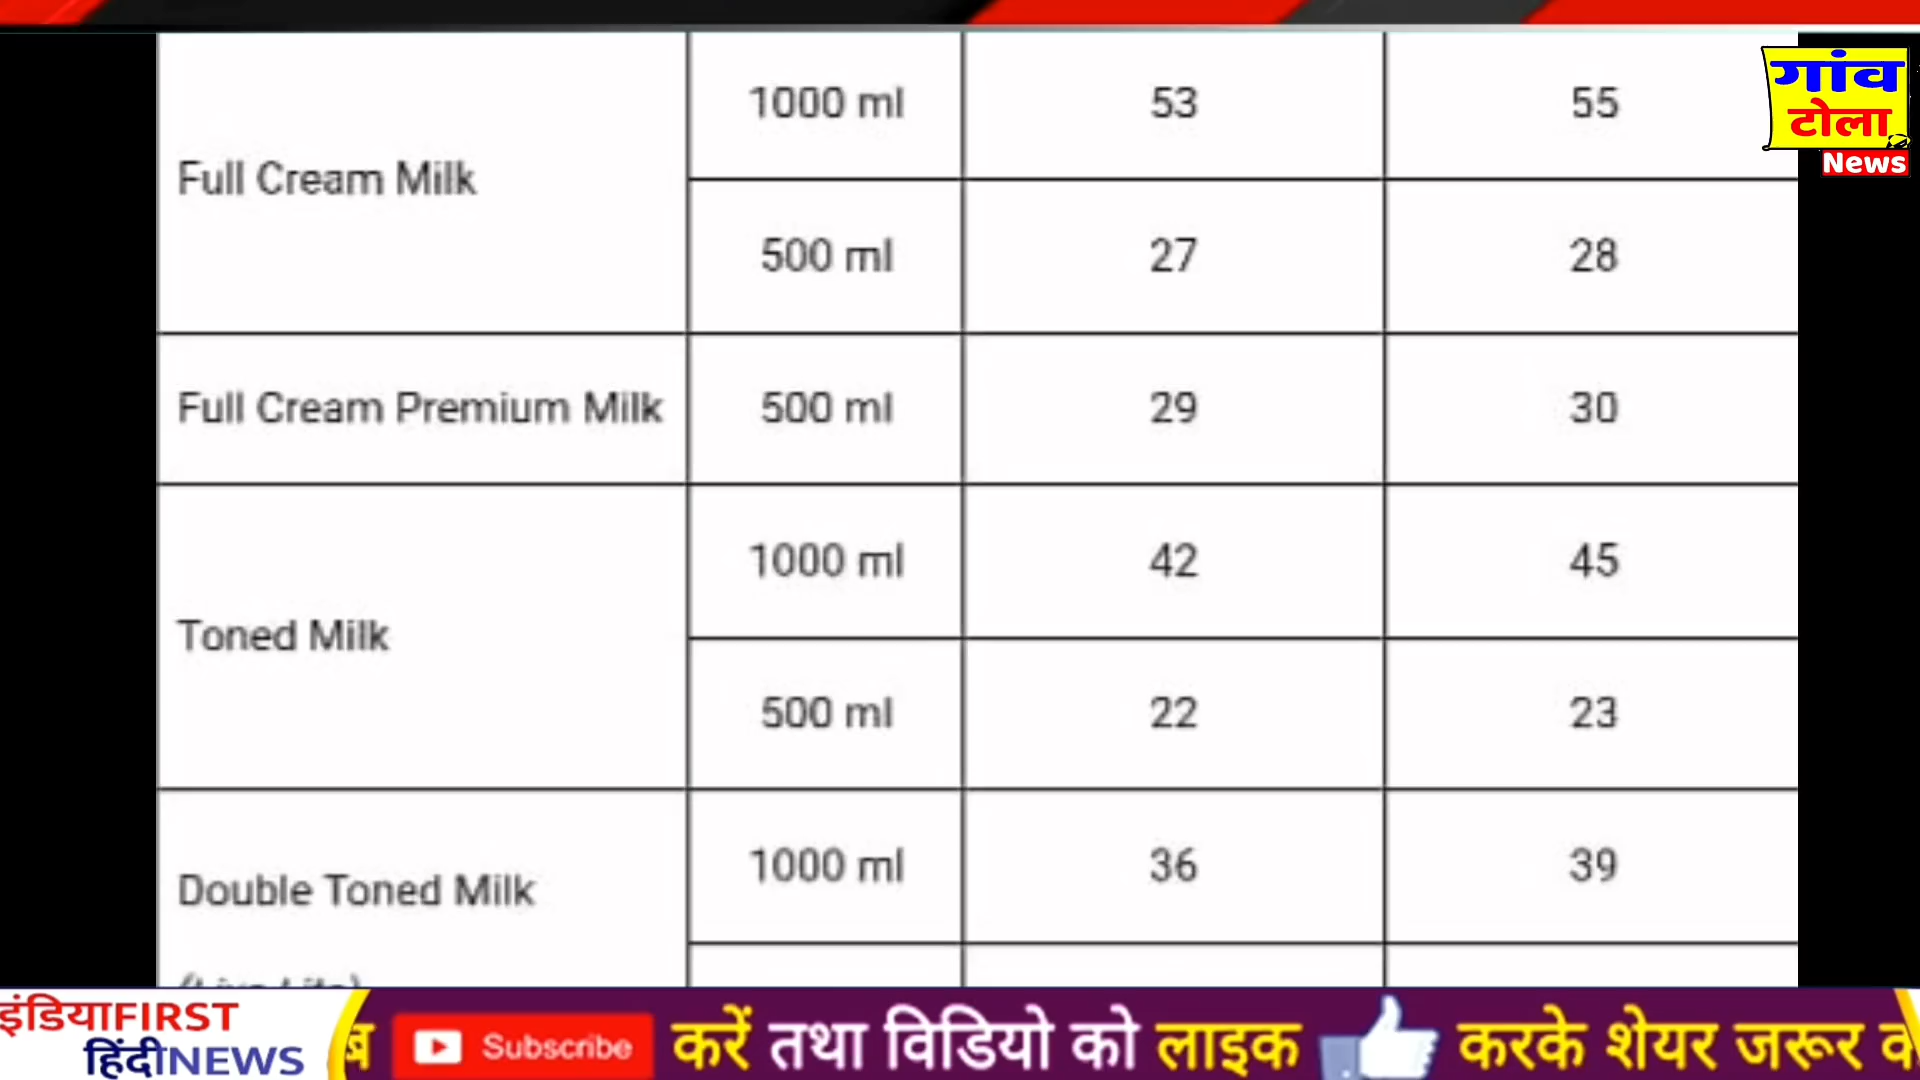 1000 ml 53 55
Full Cream Milk
500 ml 27 28
Full Cream Premium Milk 500 ml 29 30
1000 ml 42 45
Toned Milk
500 ml 22 23
1000 ml 36 39
Double Toned Milk
गांव
टोला
News
इंडियाFIRST
हिंदीNEWS
Subscribe करें तथा विडियो को लाइक करके शेयर जरूर